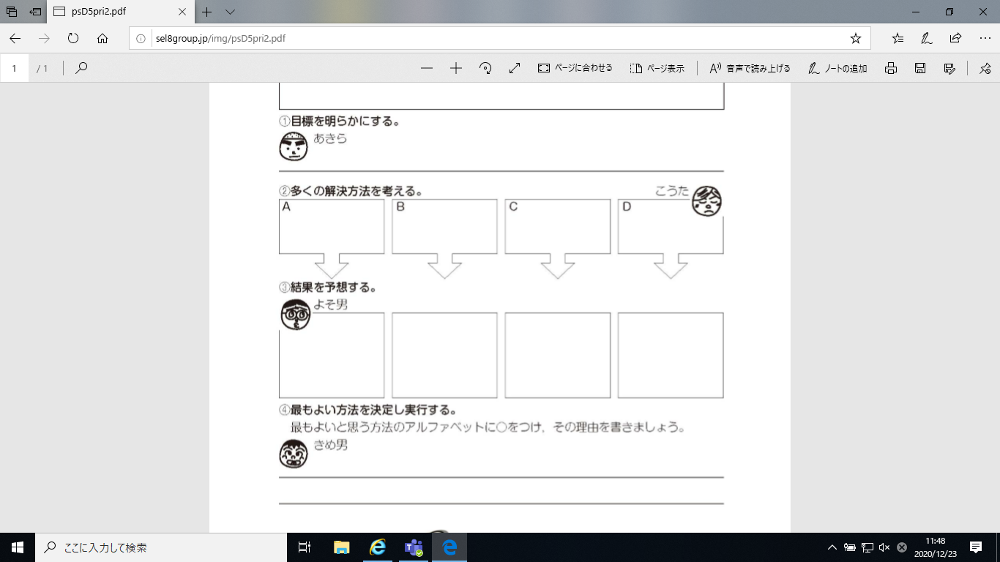 psD5pri2.pdf
sel8group.jp/img/psD5pri2.pdf
1 / 1 ページに合わせる ページ表示 音声で読み上げる ノートの追加
①目標を明らかにする。
あきら
②多くの解決方法を考える。 こうた
A B C D
③結果を予想する。
よそ男
④最もよい方法を決定し実行する。
最もよいと思う方法のアルファベットに○をつけ，その理由を書きましょう。
きめ男
ここに入力して検索
11:48
2020/12/23